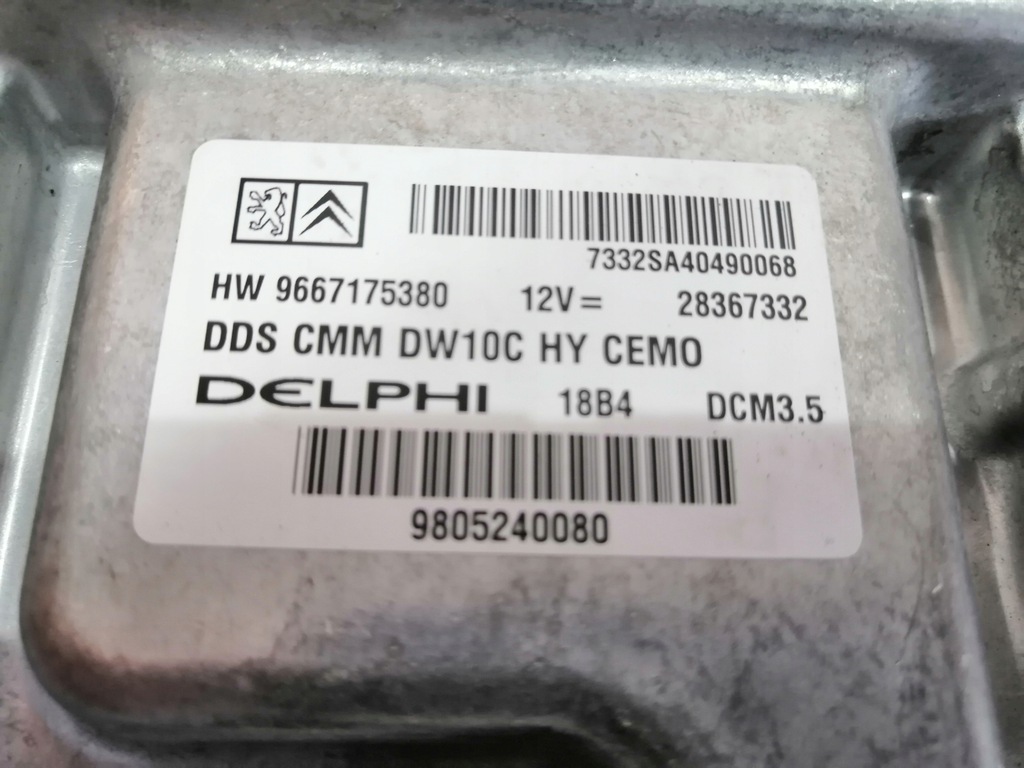 7332SA40490068
HW 9667175380 12V= 28367332
DDS CMM DW10C HY CEMO
DELPHI 18B4 DCM3.5
9805240080